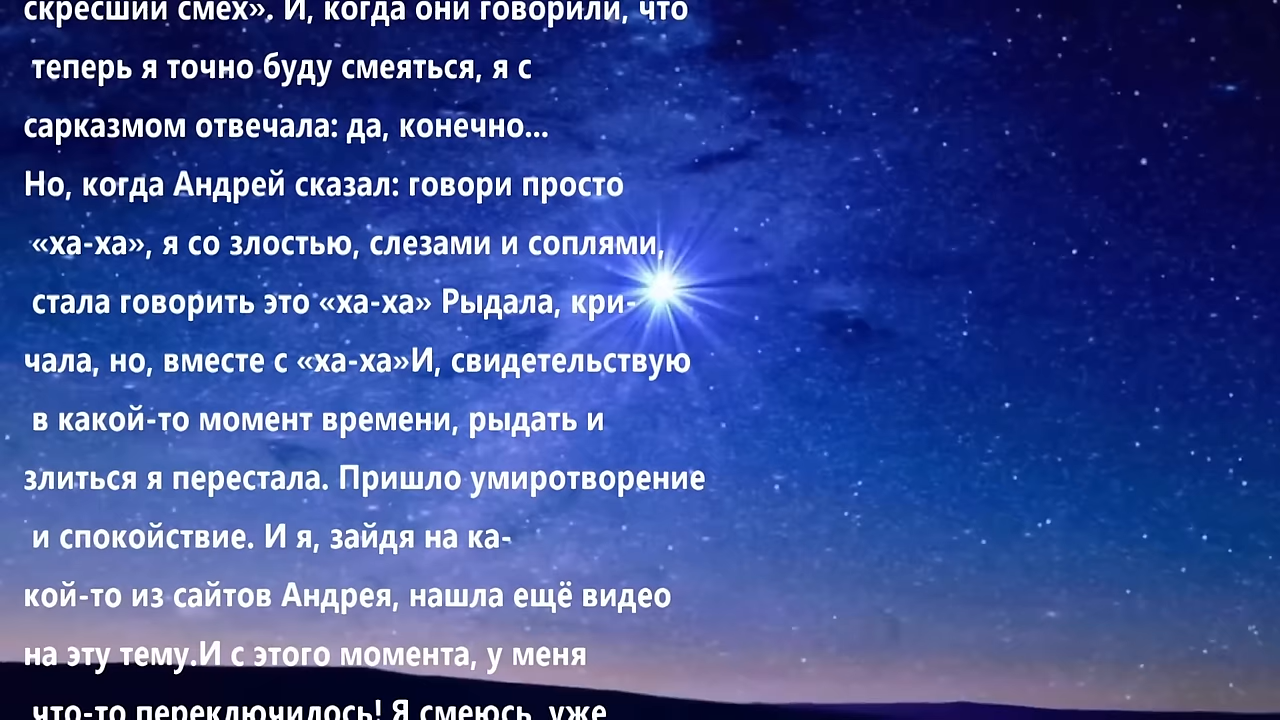 скресший смех». И, когда они говорили, что
теперь я точно буду смеяться, я с
сарказмом отвечала: да, конечно...
Но, когда Андрей сказал: говори просто
«ха-ха», я со злостью, слезами и соплями,
стала говорить это «ха-ха» Рыдала, кри-
чала, но, вместе с «ха-ха»И, свидетельствую
в какой-то момент времени, рыдать и
злиться я перестала. Пришло умиротворение
и спокойствие. И я, зайдя на ка-
кой-то из сайтов Андрея, нашла ещё видео
на эту тему.И с этого момента, у меня
что-то переключилось! Я смеюсь, уже